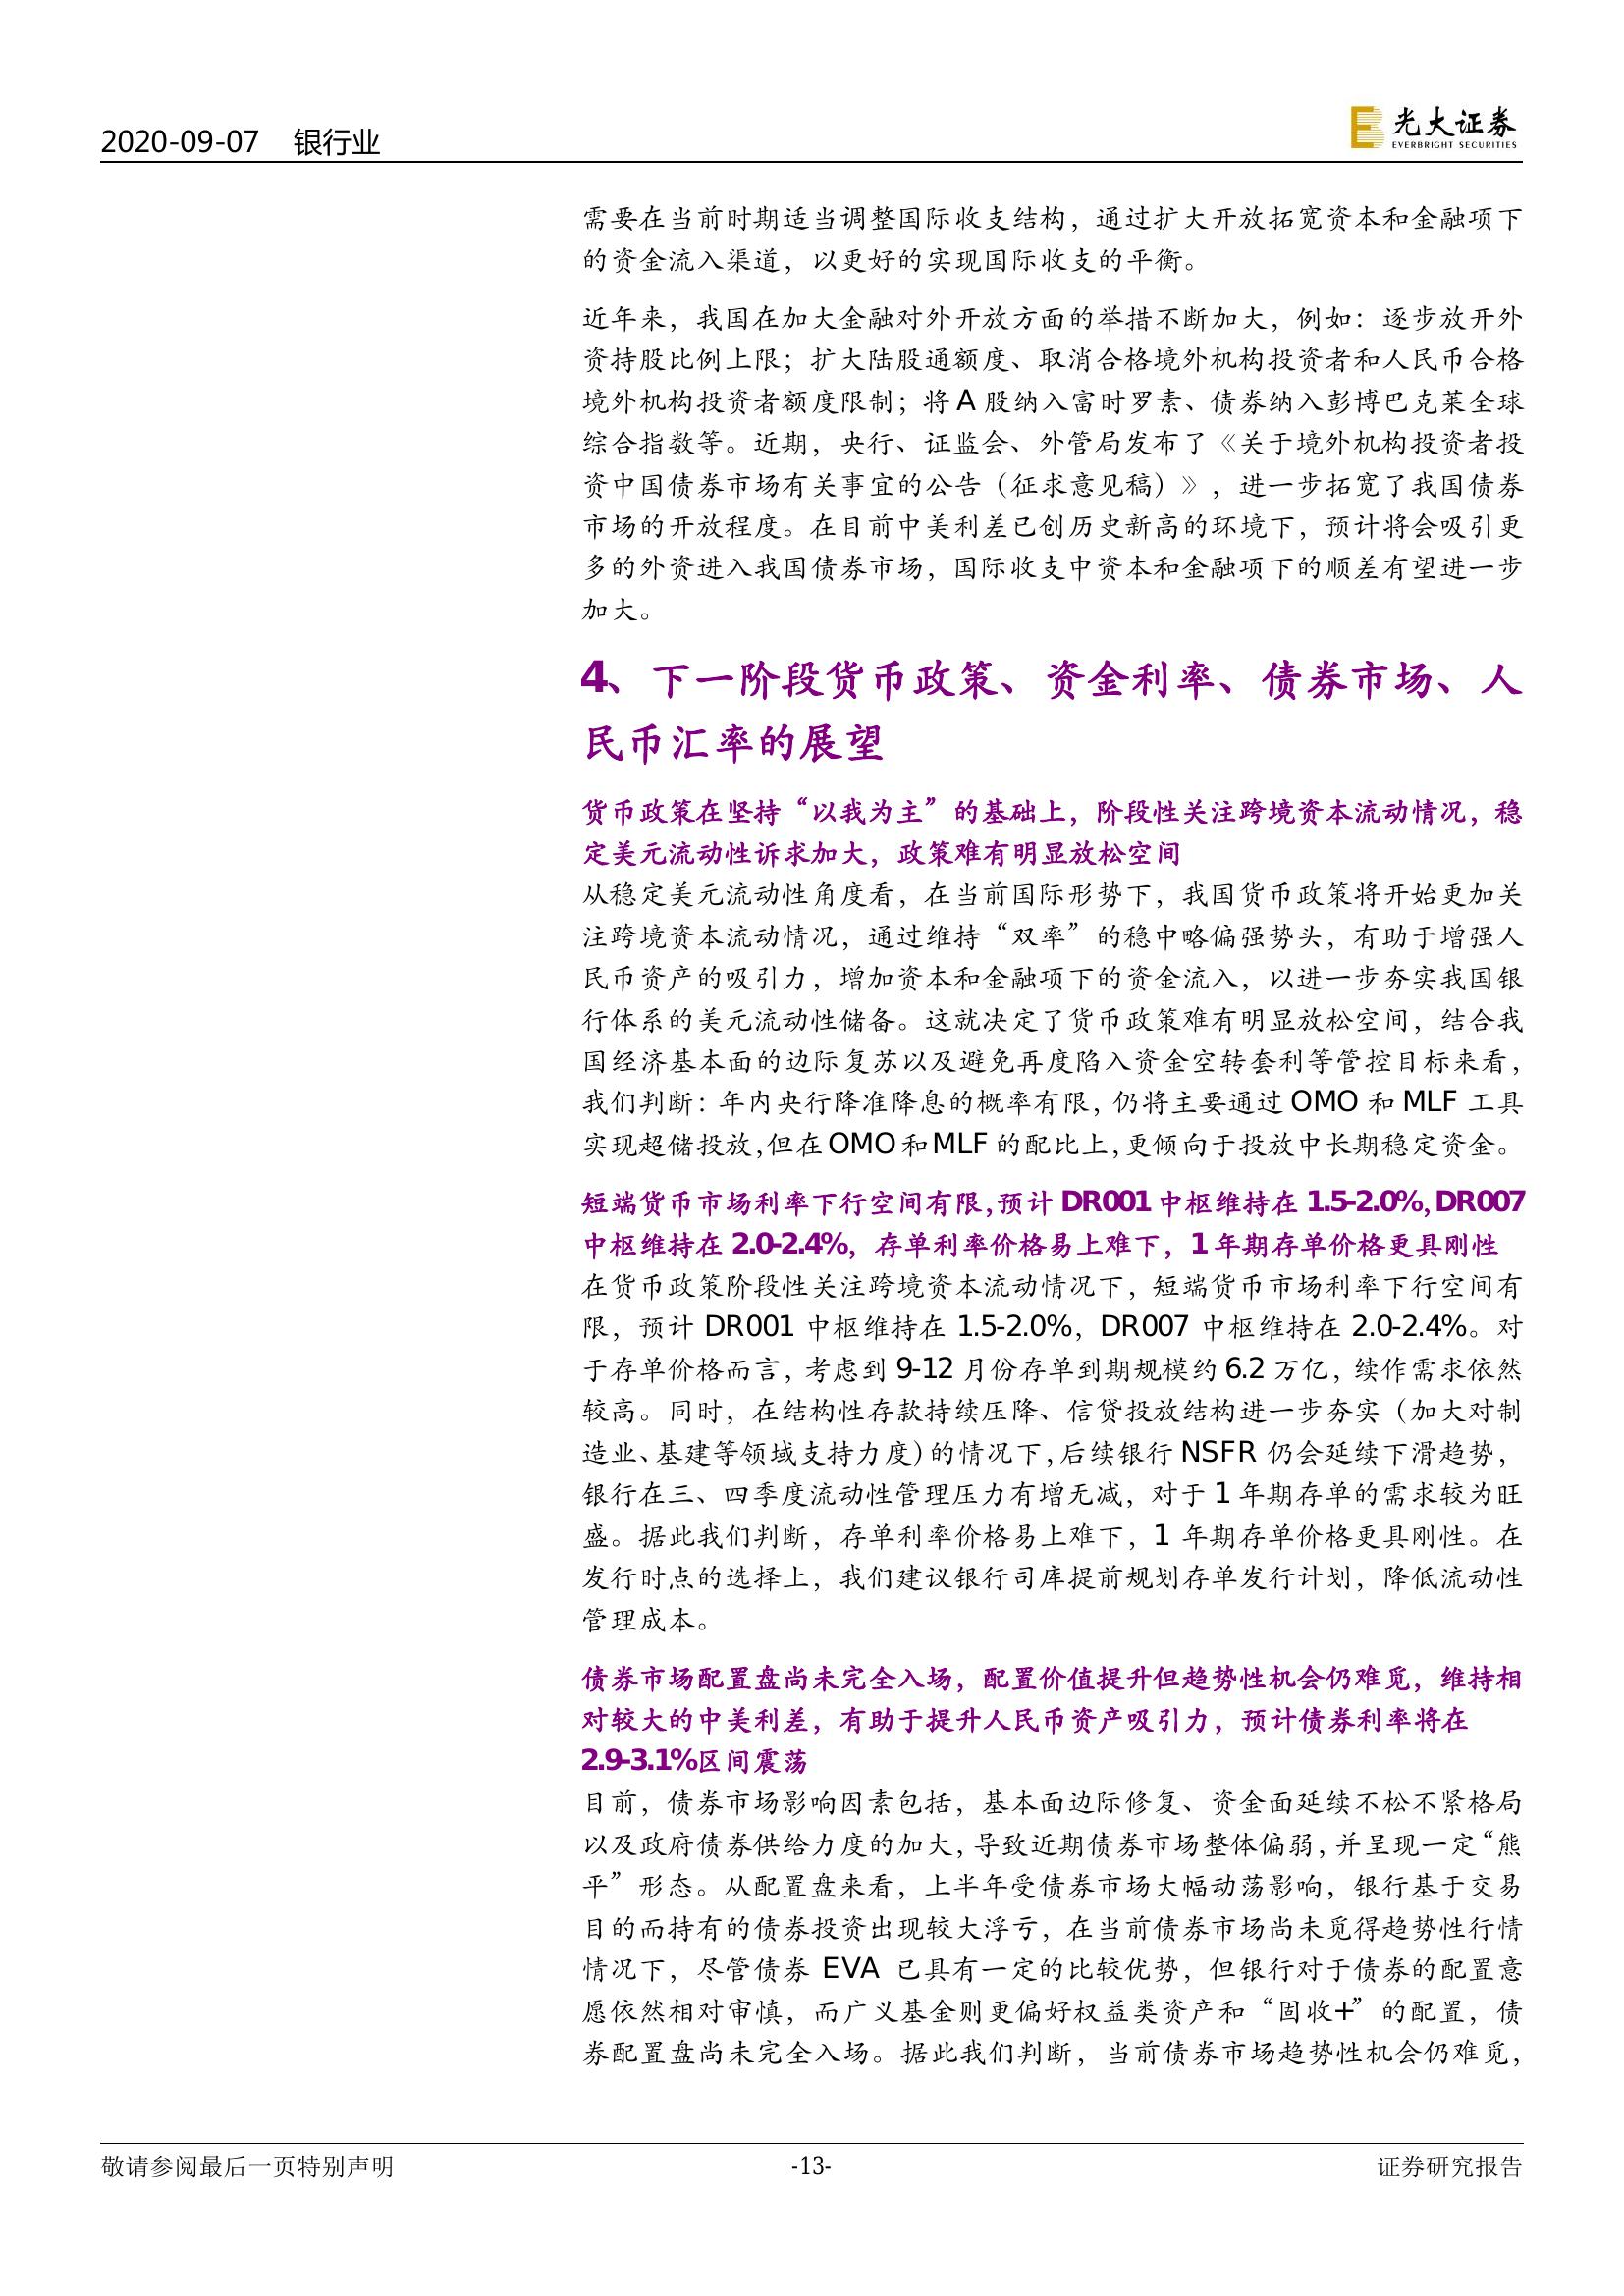 2020-09-07 银行业
光大证券
EVERBRIGHT SECURITIES
需要在当前时期适当调整国际收支结构，通过扩大开放拓宽资本和金融项下
的资金流入渠道，以更好的实现国际收支的平衡。
近年来，我国在加大金融对外开放方面的举措不断加大，例如：逐步放开外
资持股比例上限；扩大陆股通额度、取消合格境外机构投资者和人民币合格
境外机构投资者额度限制；将 A 股纳入富时罗素、债券纳入彭博巴克莱全球
综合指数等。近期，央行、证监会、外管局发布了《关于境外机构投资者投
资中国债券市场有关事宜的公告（征求意见稿）》，进一步拓宽了我国债券
市场的开放程度。在目前中美利差已创历史新高的环境下，预计将会吸引更
多的外资进入我国债券市场，国际收支中资本和金融项下的顺差有望进一步
加大。
4、下一阶段货币政策、资金利率、债券市场、人
民币汇率的展望
货币政策在坚持“以我为主”的基础上，阶段性关注跨境资本流动情况，稳
定美元流动性诉求加大，政策难有明显放松空间
从稳定美元流动性角度看，在当前国际形势下，我国货币政策将开始更加关
注跨境资本流动情况，通过维持“双率”的稳中略偏强势头，有助于增强人
民币资产的吸引力，增加资本和金融项下的资金流入，以进一步夯实我国银
行体系的美元流动性储备。这就决定了货币政策难有明显放松空间，结合我
国经济基本面的边际复苏以及避免再度陷入资金空转套利等管控目标来看，
我们判断：年内央行降准降息的概率有限，仍将主要通过 OMO 和 MLF 工具
实现超储投放，但在 OMO 和 MLF 的配比上，更倾向于投放中长期稳定资金。
短端货币市场利率下行空间有限，预计 DR001 中枢维持在 1.5-2.0%，DR007
中枢维持在 2.0-2.4%，存单利率价格易上难下，1 年期存单价格更具刚性
在货币政策阶段性关注跨境资本流动情况下，短端货币市场利率下行空间有
限，预计 DR001 中枢维持在 1.5-2.0%，DR007 中枢维持在 2.0-2.4%。对
于存单价格而言，考虑到 9-12 月份存单到期规模约 6.2 万亿，续作需求依然
较高。同时，在结构性存款持续压降、信贷投放结构进一步夯实（加大对制
造业、基建等领域支持力度）的情况下，后续银行 NSFR 仍会延续下滑趋势，
银行在三、四季度流动性管理压力有增无减，对于 1 年期存单的需求较为旺
盛。据此我们判断，存单利率价格易上难下，1 年期存单价格更具刚性。在
发行时点的选择上，我们建议银行司库提前规划存单发行计划，降低流动性
管理成本。
债券市场配置盘尚未完全入场，配置价值提升但趋势性机会仍难觅，维持相
对较大的中美利差，有助于提升人民币资产吸引力，预计债券利率将在
2.9-3.1%区间震荡
目前，债券市场影响因素包括，基本面边际修复、资金面延续不松不紧格局
以及政府债券供给力度的加大，导致近期债券市场整体偏弱，并呈现一定“熊
平”形态。从配置盘来看，上半年受债券市场大幅动荡影响，银行基于交易
目的而持有的债券投资出现较大浮亏，在当前债券市场尚未觅得趋势性行情
情况下，尽管债券 EVA 已具有一定的比较优势，但银行对于债券的配置意
愿依然相对审慎，而广义基金则更偏好权益类资产和“固收+”的配置，债
券配置盘尚未完全入场。据此我们判断，当前债券市场趋势性机会仍难觅，
敬请参阅最后一页特别声明
-13-
证券研究报告